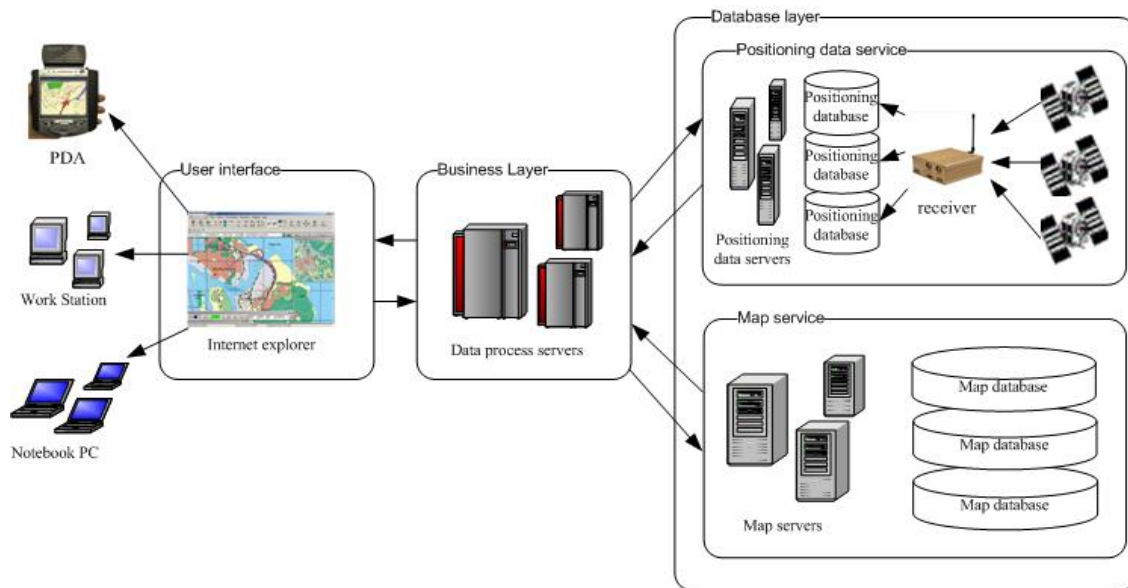 Database layer
Positioning data service
Positioning
database
Positioning
database
Positioning
database
receiver
Positioning
data servers
PDA
User interface
Business Layer
Work Station
Internet explorer
Data process servers
Notebook PC
Map service
Map database
Map database
Map database
Map servers